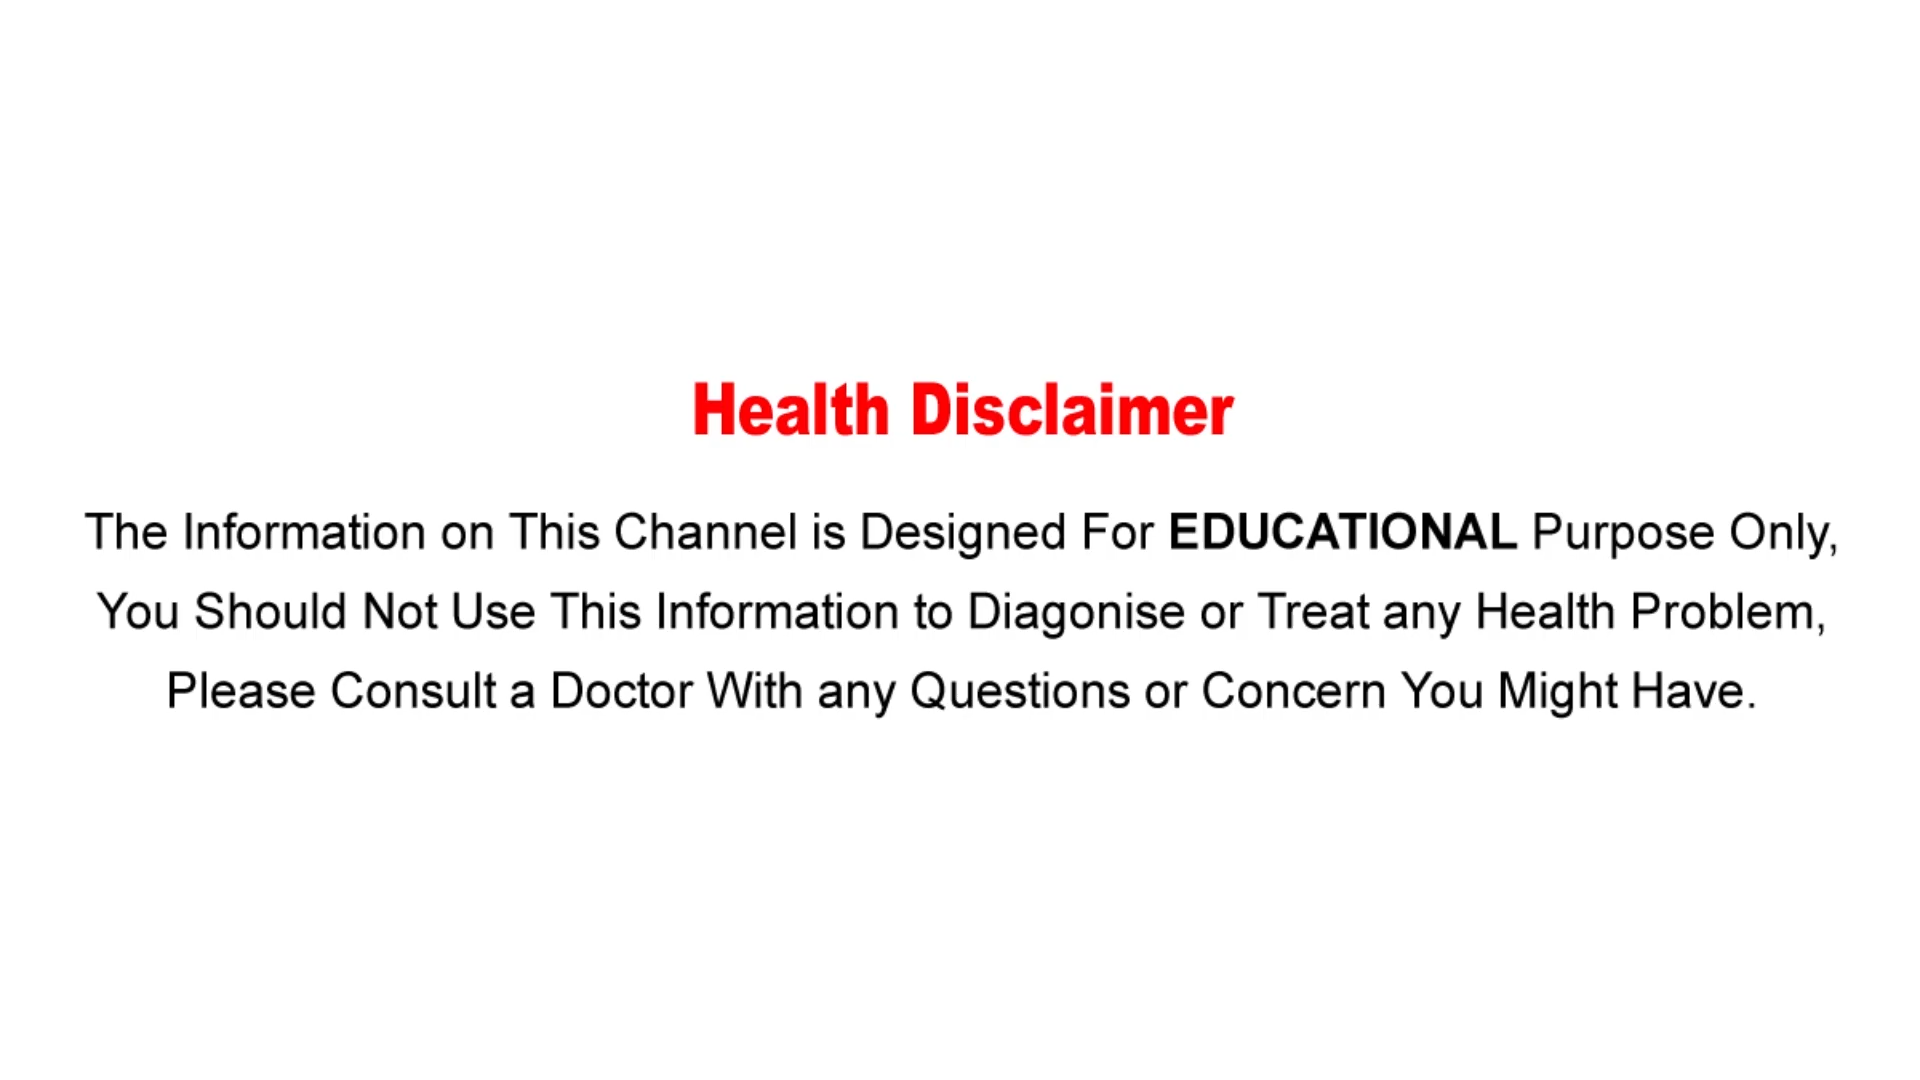 Health Disclaimer
The Information on This Channel is Designed For EDUCATIONAL Purpose Only,
You Should Not Use This Information to Diagonise or Treat any Health Problem,
Please Consult a Doctor With any Questions or Concern You Might Have.